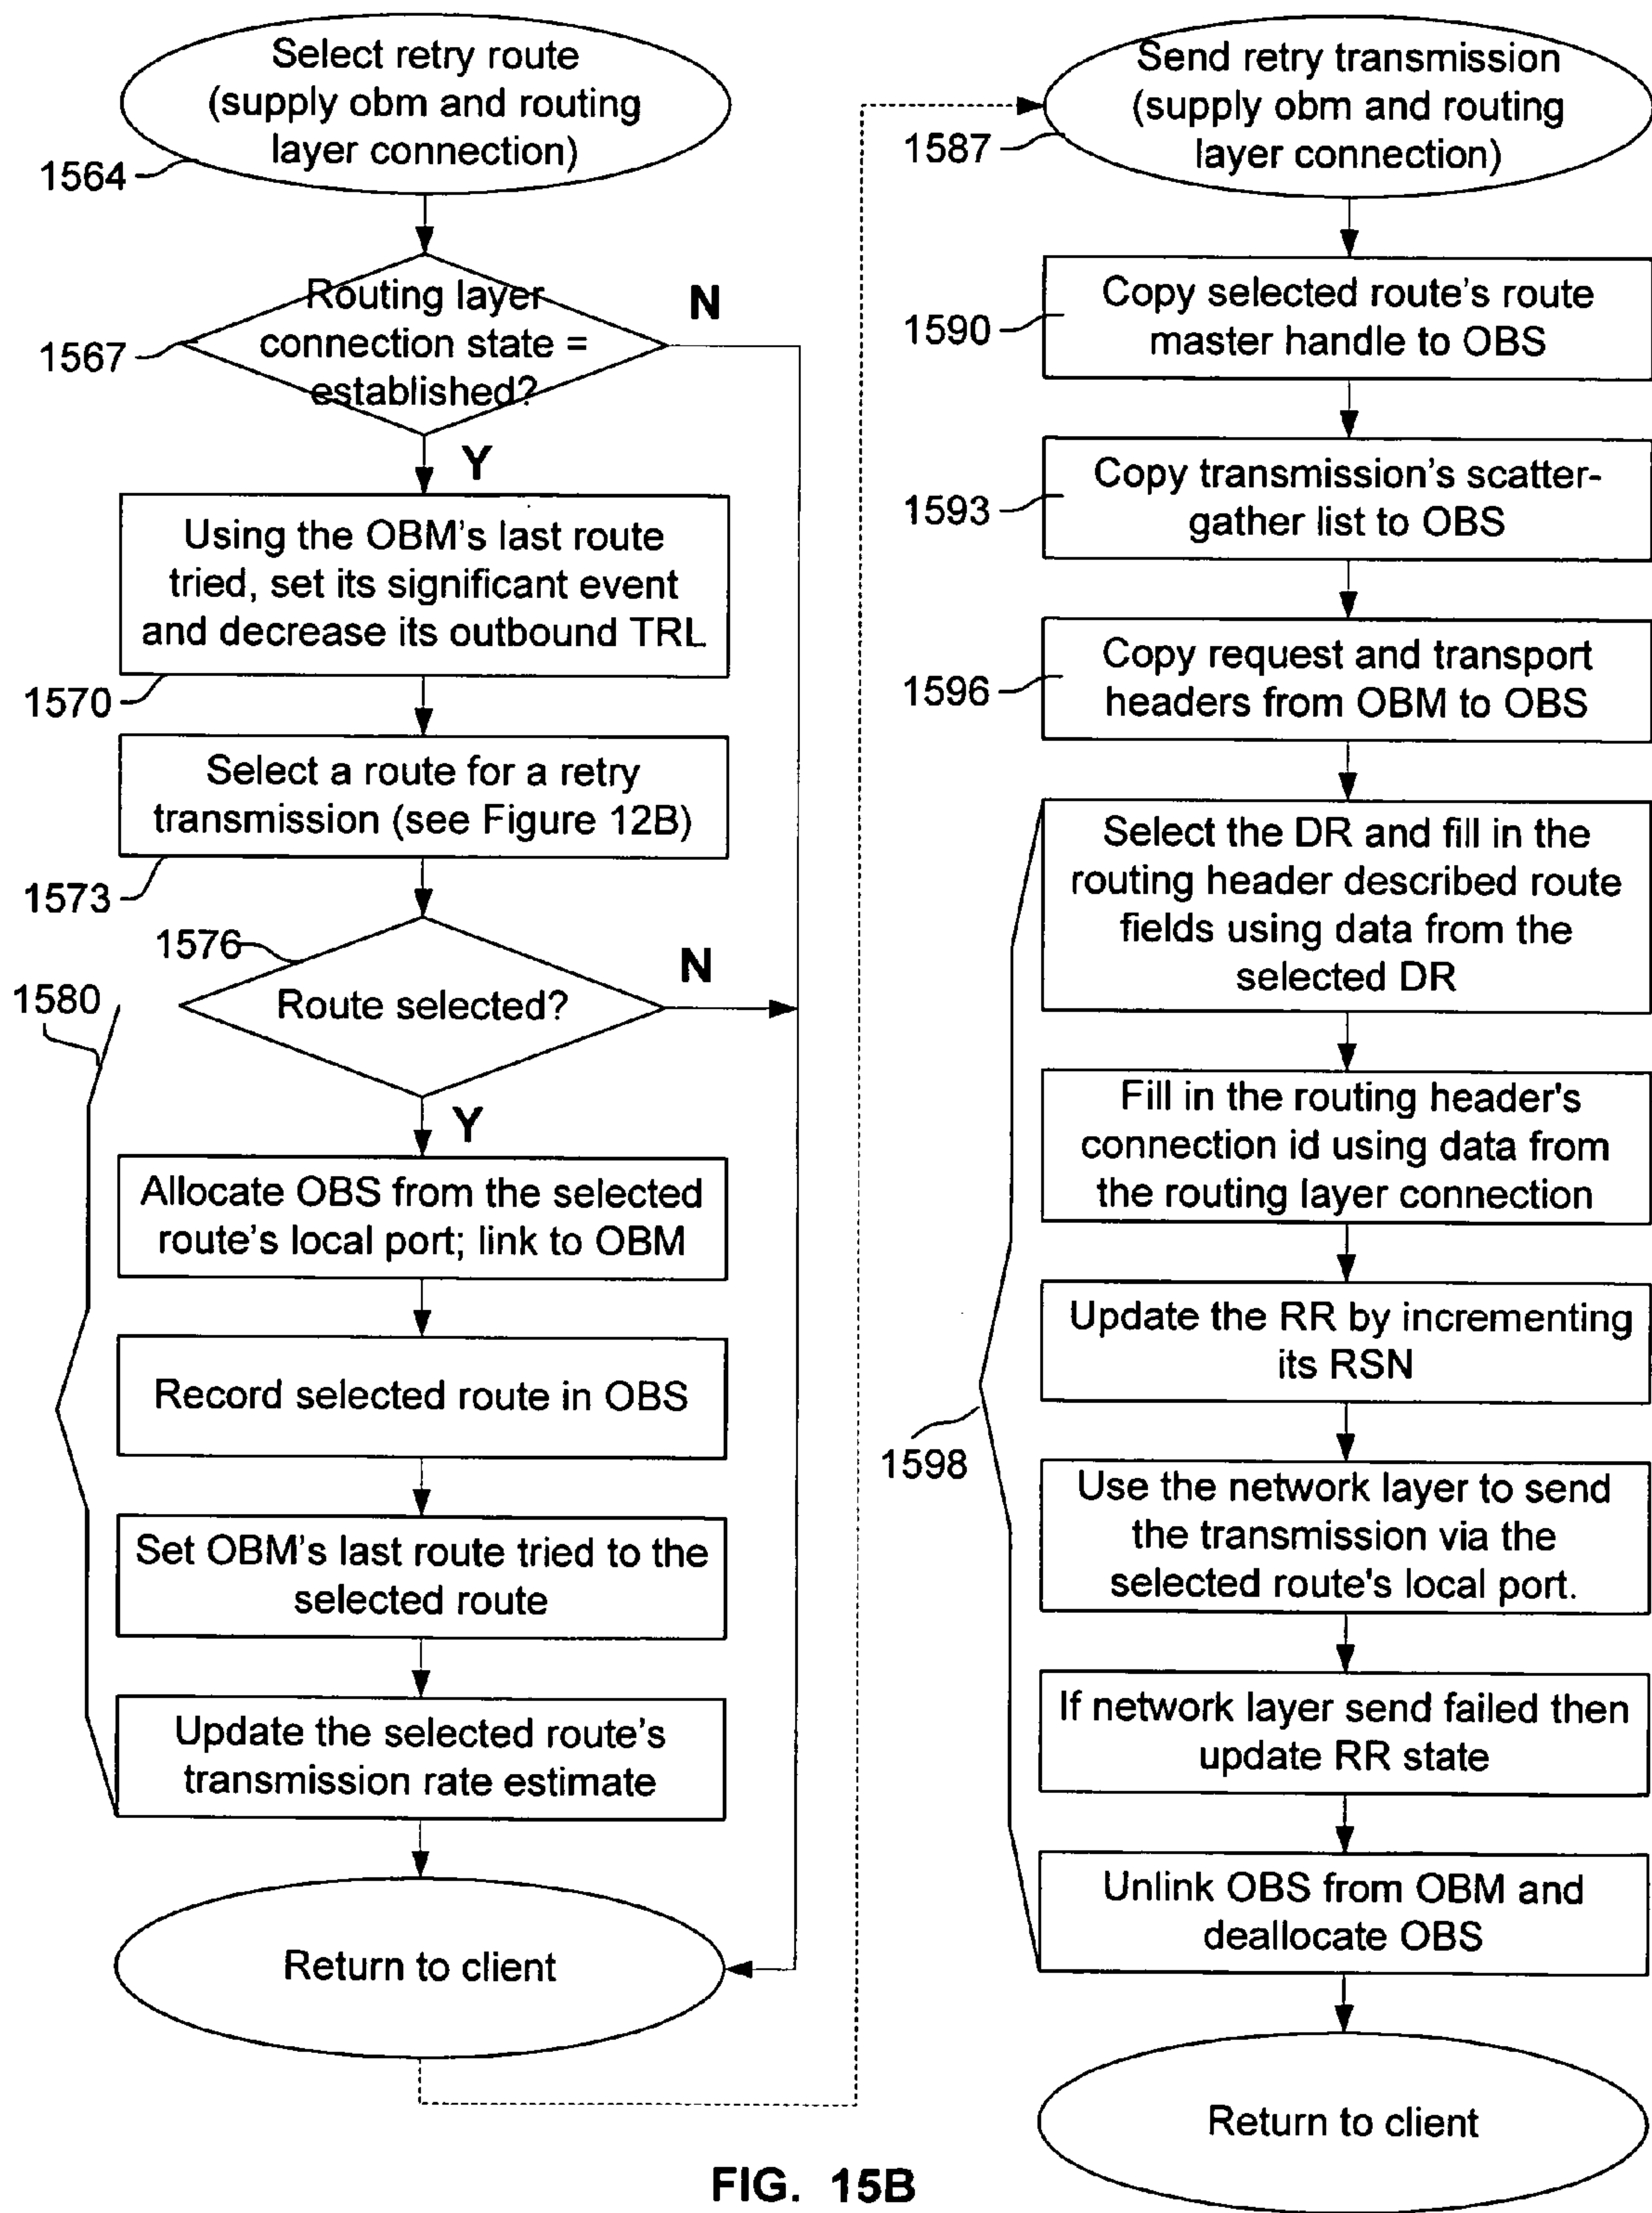 Select retry route
(supply obm and routing
layer connection)
1564
Routing layer
connection state =
established?
N
1567
Y
Using the OBM's last route
tried, set its significant event
and decrease its outbound TRL
1570
Select a route for a retry
transmission (see Figure 12B)
1573
1576
Route selected?
N
1580
Y
Allocate OBS from the selected
route's local port; link to OBM
Record selected route in OBS
Set OBM's last route tried to the
selected route
Update the selected route's
transmission rate estimate
Return to client
Send retry transmission
(supply obm and routing
layer connection)
1587
Copy selected route's route
master handle to OBS
1590
Copy transmission's scatter-
gather list to OBS
1593
Copy request and transport
headers from OBM to OBS
1596
Select the DR and fill in the
routing header described route
fields using data from the
selected DR
Fill in the routing header's
connection id using data from
the routing layer connection
Update the RR by incrementing
its RSN
1598
Use the network layer to send
the transmission via the
selected route's local port.
If network layer send failed then
update RR state
Unlink OBS from OBM and
deallocate OBS
Return to client
FIG. 15B